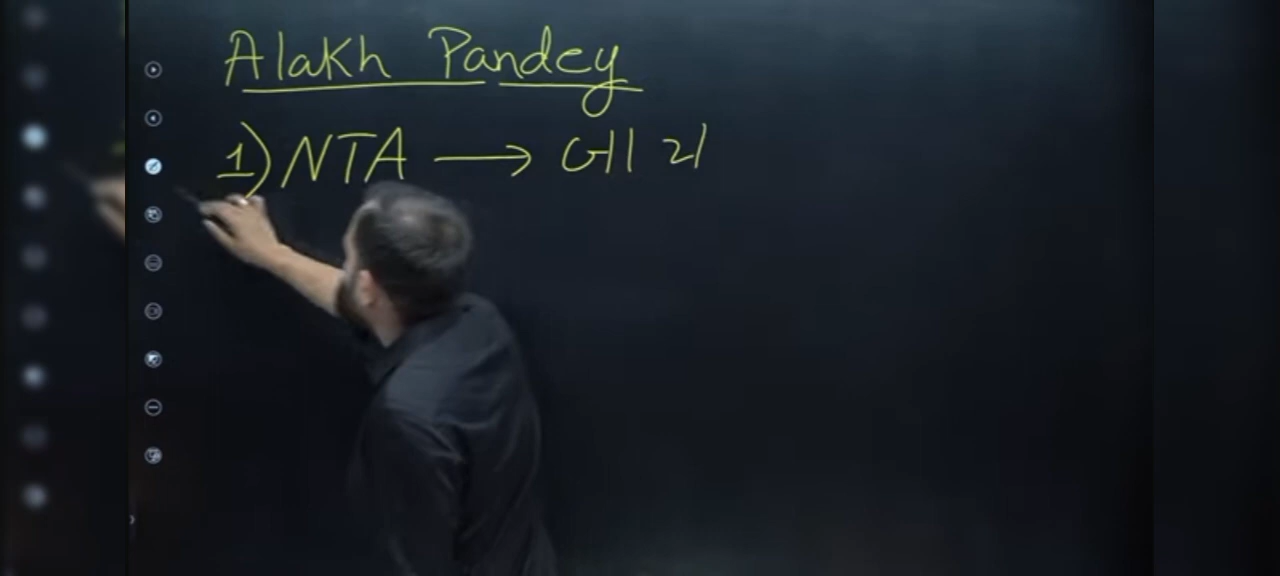 Alakh Pandey
1) NTA →